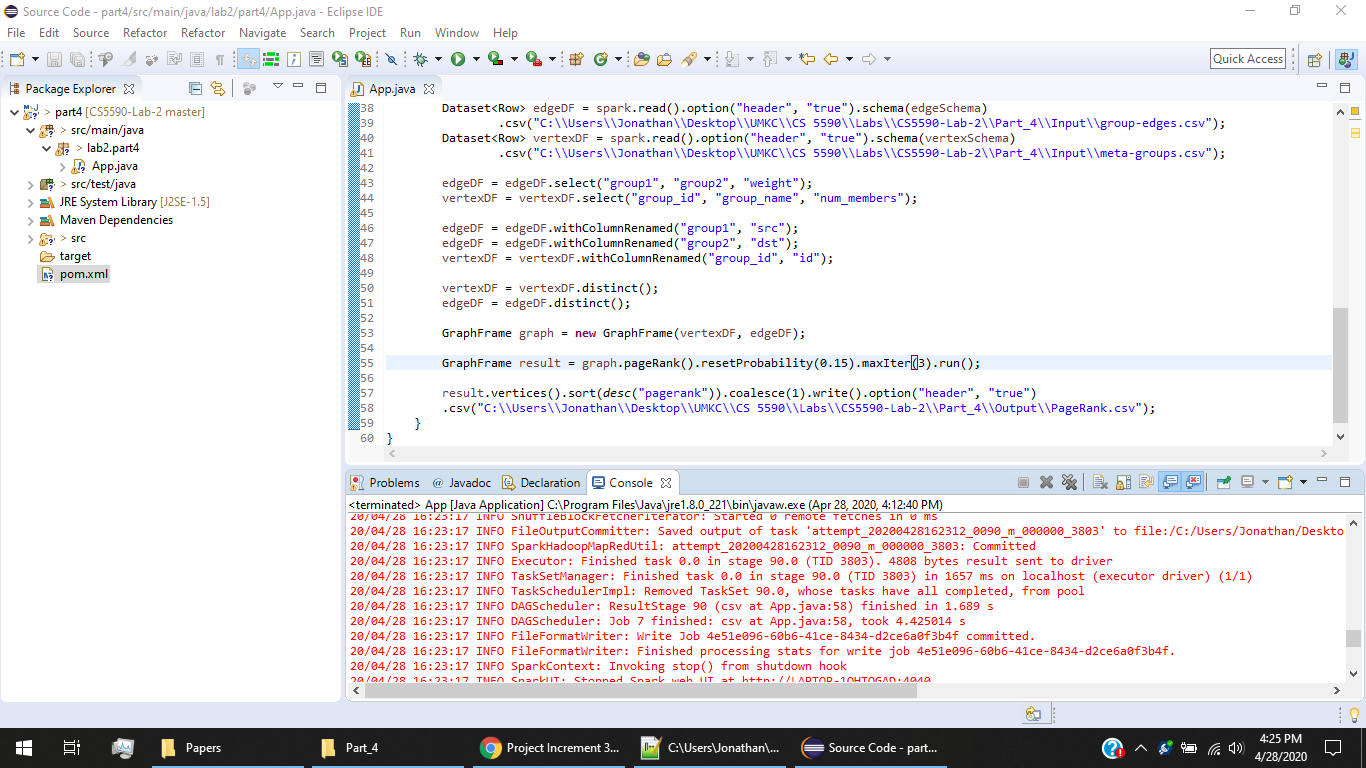 Source Code - part4/src/main/java/lab2/part4/App.java - Eclipse IDE
File Edit Source Refactor Refactor Navigate Search Project Run Window Help
Quick Access
Package Explorer
> part4 [CS5590-Lab-2 master]
> src/main/java
> lab2.part4
> App.java
> src/test/java
JRE System Library [J2SE-1.5]
Maven Dependencies
> src
target
pom.xml
App.java
38 Dataset<Row> edgeDF = spark.read().option("header", "true").schema(edgeSchema)
39 .csv("C:\\Users\\Jonathan\\Desktop\\UMKC\\CS 5590\\Labs\\CS5590-Lab-2\\Part_4\\Input\\group-edges.csv");
40 Dataset<Row> vertexDF = spark.read().option("header", "true").schema(vertexSchema)
41 .csv("C:\\Users\\Jonathan\\Desktop\\UMKC\\CS 5590\\Labs\\CS5590-Lab-2\\Part_4\\Input\\meta-groups.csv");
42
43 edgeDF = edgeDF.select("group1", "group2", "weight");
44 vertexDF = vertexDF.select("group_id", "group_name", "num_members");
45
46 edgeDF = edgeDF.withColumnRenamed("group1", "src");
47 edgeDF = edgeDF.withColumnRenamed("group2", "dst");
48 vertexDF = vertexDF.withColumnRenamed("group_id", "id");
49
50 vertexDF = vertexDF.distinct();
51 edgeDF = edgeDF.distinct();
52
53 GraphFrame graph = new GraphFrame(vertexDF, edgeDF);
54
55 GraphFrame result = graph.pageRank().resetProbability(0.15).maxIter(3).run();
56
57 result.vertices().sort(desc("pagerank")).coalesce(1).write().option("header", "true")
58 .csv("C:\\Users\\Jonathan\\Desktop\\UMKC\\CS 5590\\Labs\\CS5590-Lab-2\\Part_4\\Output\\PageRank.csv");
59 }
60 }
Problems @ Javadoc Declaration Console
<terminated> App [Java Application] C:\Program Files\Java\jre1.8.0_221\bin\javaw.exe (Apr 28, 2020, 4:12:40 PM)
20/04/28 16:23:17 INFO ShuffleBlockFetcherIterator: Started 0 remote fetches in 0 ms
20/04/28 16:23:17 INFO FileOutputCommitter: Saved output of task 'attempt_20200428162312_0090_m_000000_3803' to file:/C:/Users/Jonathan/Deskto
20/04/28 16:23:17 INFO SparkHadoopMapRedUtil: attempt_20200428162312_0090_m_000000_3803: Committed
20/04/28 16:23:17 INFO Executor: Finished task 0.0 in stage 90.0 (TID 3803). 4808 bytes result sent to driver
20/04/28 16:23:17 INFO TaskSetManager: Finished task 0.0 in stage 90.0 (TID 3803) in 1657 ms on localhost (executor driver) (1/1)
20/04/28 16:23:17 INFO TaskSchedulerImpl: Removed TaskSet 90.0, whose tasks have all completed, from pool
20/04/28 16:23:17 INFO DAGScheduler: ResultStage 90 (csv at App.java:58) finished in 1.689 s
20/04/28 16:23:17 INFO DAGScheduler: Job 7 finished: csv at App.java:58, took 4.425014 s
20/04/28 16:23:17 INFO FileFormatWriter: Write Job 4e51e096-60b6-41ce-8434-d2ce6a0f3b4f committed.
20/04/28 16:23:17 INFO FileFormatWriter: Finished processing stats for write job 4e51e096-60b6-41ce-8434-d2ce6a0f3b4f.
20/04/28 16:23:17 INFO SparkContext: Invoking stop() from shutdown hook
20/04/28 16:23:17 INFO SparkUI: Stopped Spark web UI at http://LAPTOP-1OHTOGAD:4040
Papers
Part_4
Project Increment 3...
C:\Users\Jonathan\...
Source Code - part...
4:25 PM
4/28/2020